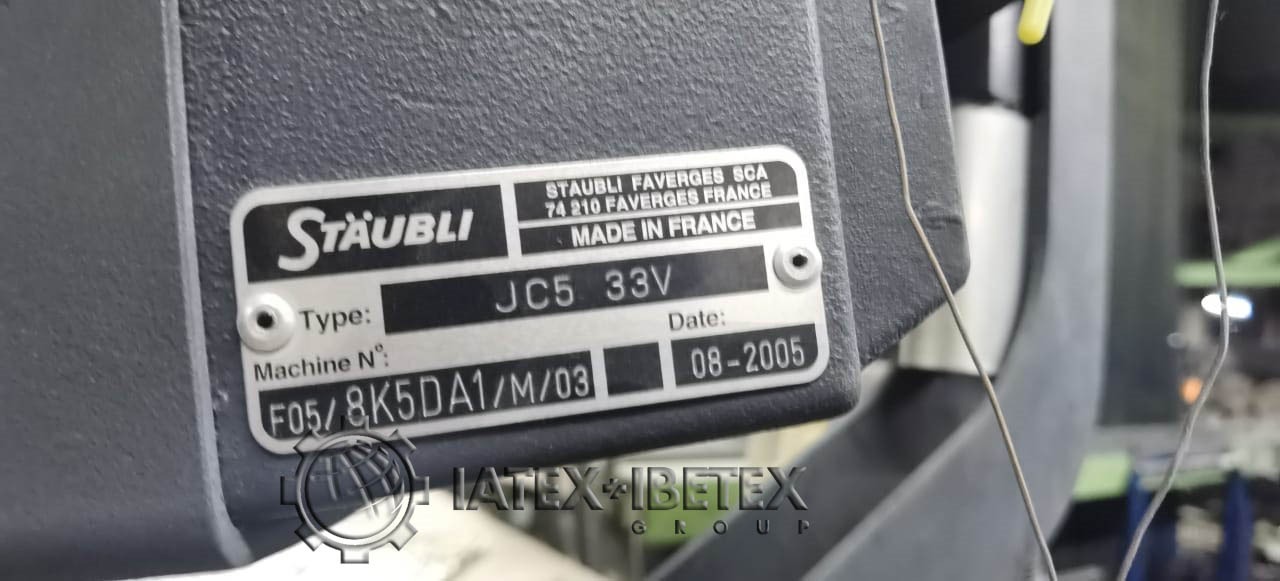 STÄUBLI
STAUBLI FAVERGES SCA
74 210 FAVERGES FRANCE
MADE IN FRANCE
Type: JC5 33V
Machine Nº:
Date:
F05/8K5DA1/M/03
08-2005
IATEX IBETEX
GROUP